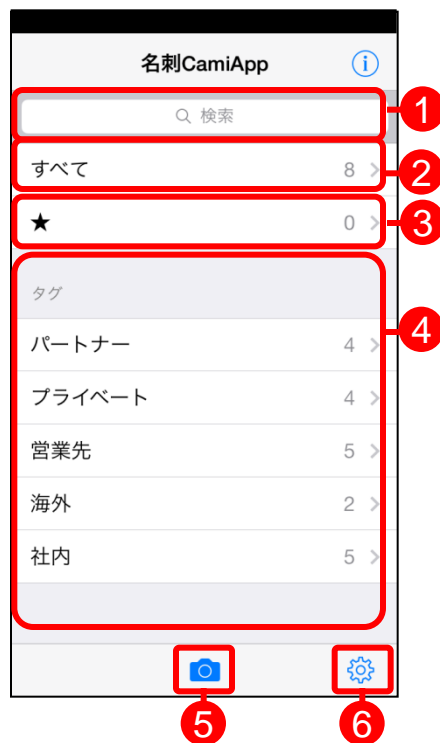 名刺CamiApp
検索
1
すべて 8
2
★ 0
3
タグ
4
パートナー 4
プライベート 4
営業先 5
海外 2
社内 5
5
6